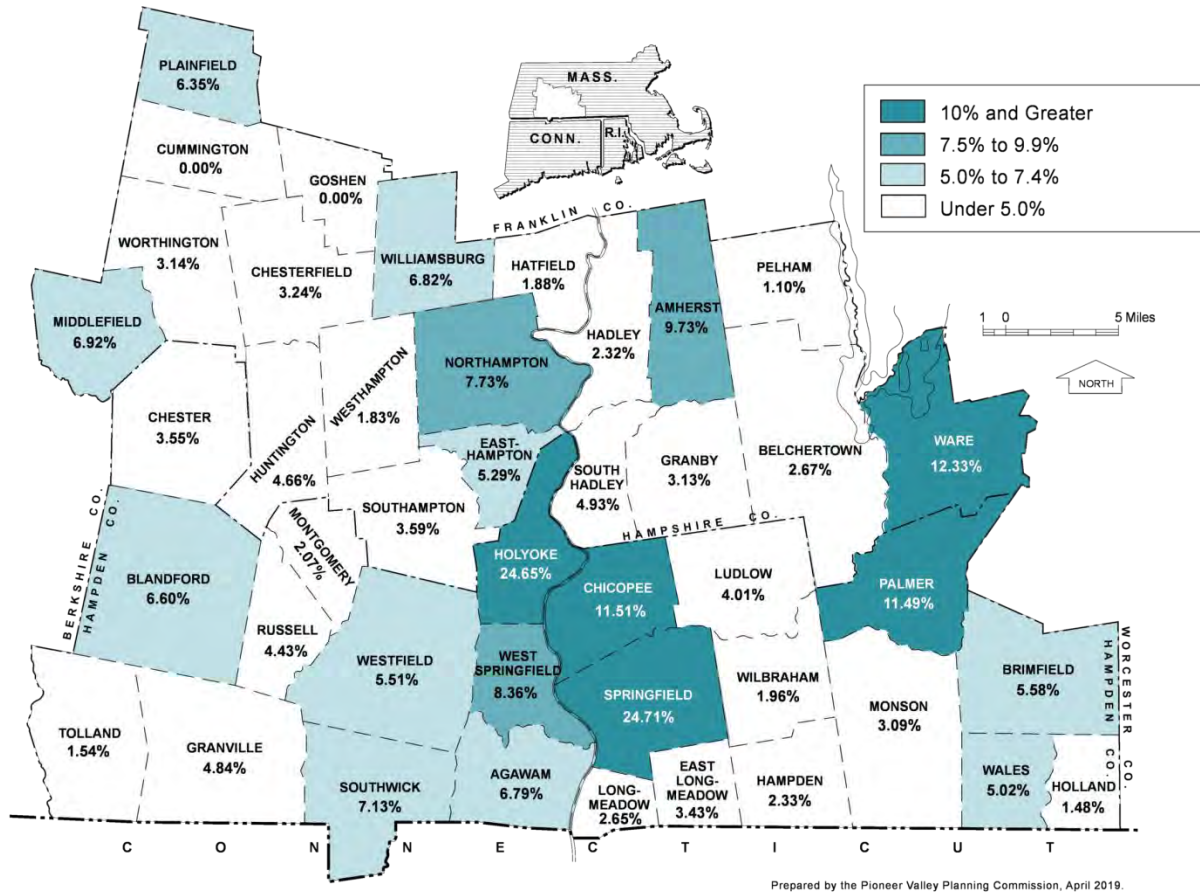 PLAINFIELD
6.35%
CUMMINGTON
0.00%
GOSHEN
0.00%
MASS.
CONN.
R.I.
10% and Greater
7.5% to 9.9%
5.0% to 7.4%
Under 5.0%
FRANKLIN CO.
WORTHINGTON
3.14%
CHESTERFIELD
3.24%
WILLIAMSBURG
6.82%
HATFIELD
1.88%
HADLEY
2.32%
AMHERST
9.73%
PELHAM
1.10%
1 0 5 Miles
NORTH
MIDDLEFIELD
6.92%
NORTHAMPTON
7.73%
CHESTER
3.55%
HUNTINGTON
4.66%
WESTHAMPTON
1.83%
EAST-
HAMPTON
5.29%
SOUTH
HADLEY
4.93%
GRANBY
3.13%
BELCHERTOWN
2.67%
WARE
12.33%
SOUTHAMPTON
3.59%
HAMPSHIRE CO.
BERKSHIRE CO.
HAMPDEN CO.
BLANDFORD
6.60%
MONTGOMERY
2.07%
HOLYOKE
24.65%
CHICOPEE
11.51%
LUDLOW
4.01%
PALMER
11.49%
RUSSELL
4.43%
WESTFIELD
5.51%
WEST
SPRINGFIELD
8.36%
SPRINGFIELD
24.71%
WILBRAHAM
1.96%
MONSON
3.09%
BRIMFIELD
5.58%
HAMPDEN CO.
WORCESTER CO.
TOLLAND
1.54%
GRANVILLE
4.84%
SOUTHWICK
7.13%
AGAWAM
6.79%
LONG-
MEADOW
2.65%
EAST
LONG-
MEADOW
3.43%
HAMPDEN
2.33%
WALES
5.02%
HOLLAND
1.48%
CONNECTICUT
Prepared by the Pioneer Valley Planning Commission, April 2019.